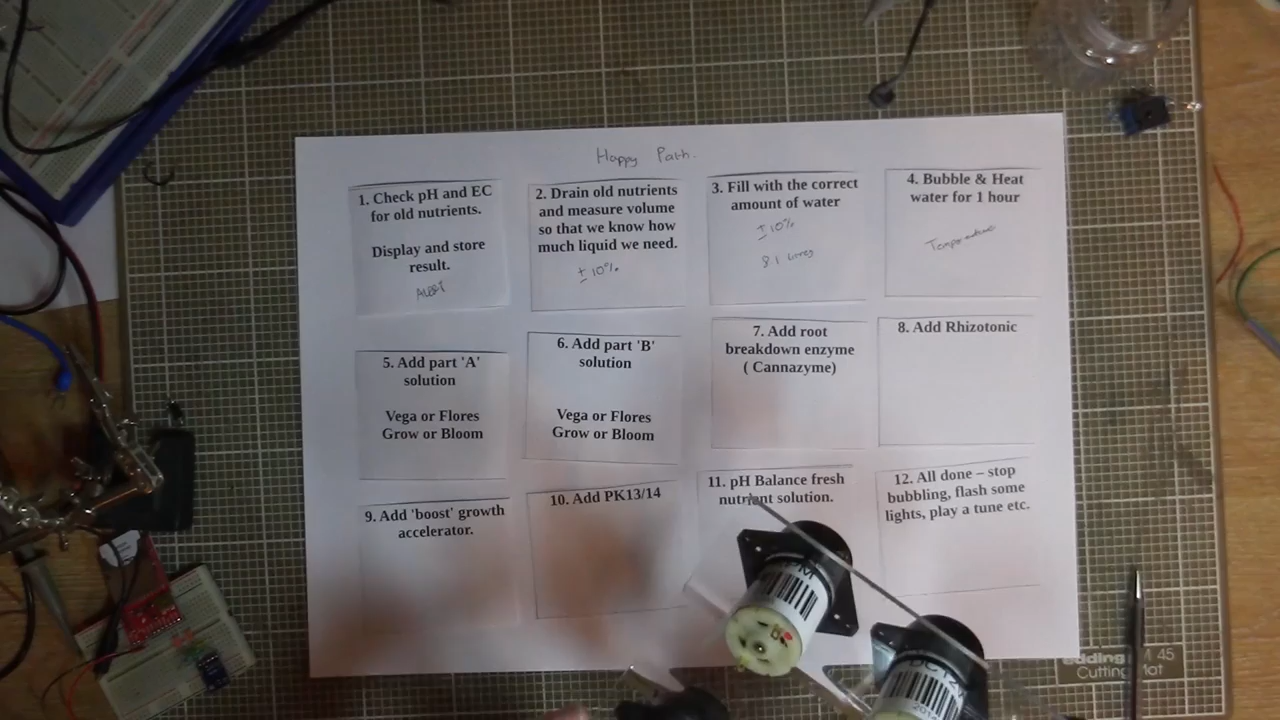 Happy Path.
1. Check pH and EC
for old nutrients.
Display and store
result.
Alert
2. Drain old nutrients
and measure volume
so that we know how
much liquid we need.
± 10%
3. Fill with the correct
amount of water
± 10%
81 litres
4. Bubble & Heat
water for 1 hour
Temperature
5. Add part 'A'
solution
Vega or Flores
Grow or Bloom
6. Add part 'B'
solution
Vega or Flores
Grow or Bloom
7. Add root
breakdown enzyme
( Cannazyme)
8. Add Rhizotonic
9. Add 'boost' growth
accelerator.
10. Add PK13/14
11. pH Balance fresh
nutrient solution.
12. All done – stop
bubbling, flash some
lights, play a tune etc.
DC12V
edding M 45
Cutting Mat